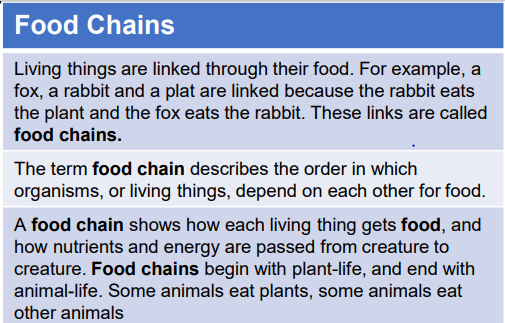 Food Chains
Living things are linked through their food. For example, a
fox, a rabbit and a plat are linked because the rabbit eats
the plant and the fox eats the rabbit. These links are called
food chains.
The term food chain describes the order in which
organisms, or living things, depend on each other for food.
A food chain shows how each living thing gets food, and
how nutrients and energy are passed from creature to
creature. Food chains begin with plant-life, and end with
animal-life. Some animals eat plants, some animals eat
other animals